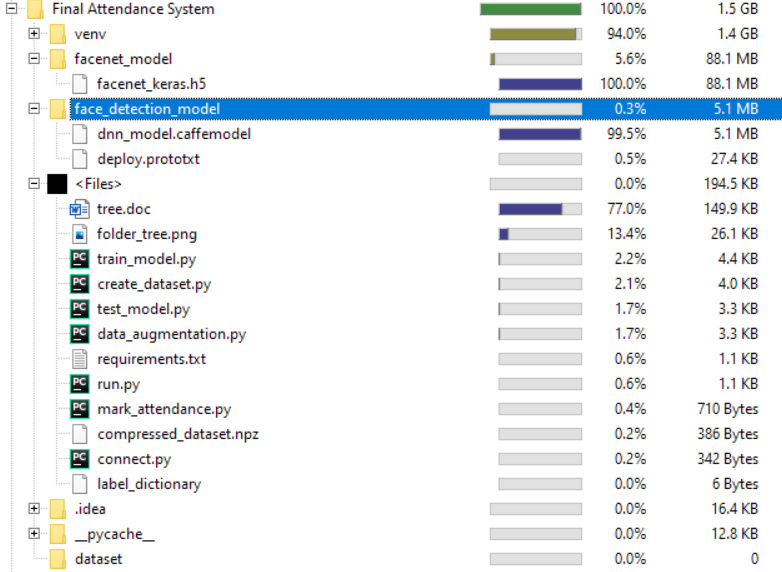 Final Attendance System 100.0% 1.5 GB
venv 94.0% 1.4 GB
facenet_model 5.6% 88.1 MB
facenet_keras.h5 100.0% 88.1 MB
face_detection_model 0.3% 5.1 MB
dnn_model.caffemodel 99.5% 5.1 MB
deploy.prototxt 0.5% 27.4 KB
<Files> 0.0% 194.5 KB
tree.doc 77.0% 149.9 KB
folder_tree.png 13.4% 26.1 KB
PC train_model.py 2.2% 4.4 KB
PC create_dataset.py 2.1% 4.0 KB
PC test_model.py 1.7% 3.3 KB
PC data_augmentation.py 1.7% 3.3 KB
requirements.txt 0.6% 1.1 KB
PC run.py 0.6% 1.1 KB
PC mark_attendance.py 0.4% 710 Bytes
compressed_dataset.npz 0.2% 386 Bytes
PC connect.py 0.2% 342 Bytes
label_dictionary 0.0% 6 Bytes
.idea 0.0% 16.4 KB
__pycache__ 0.0% 12.8 KB
dataset 0.0% 0